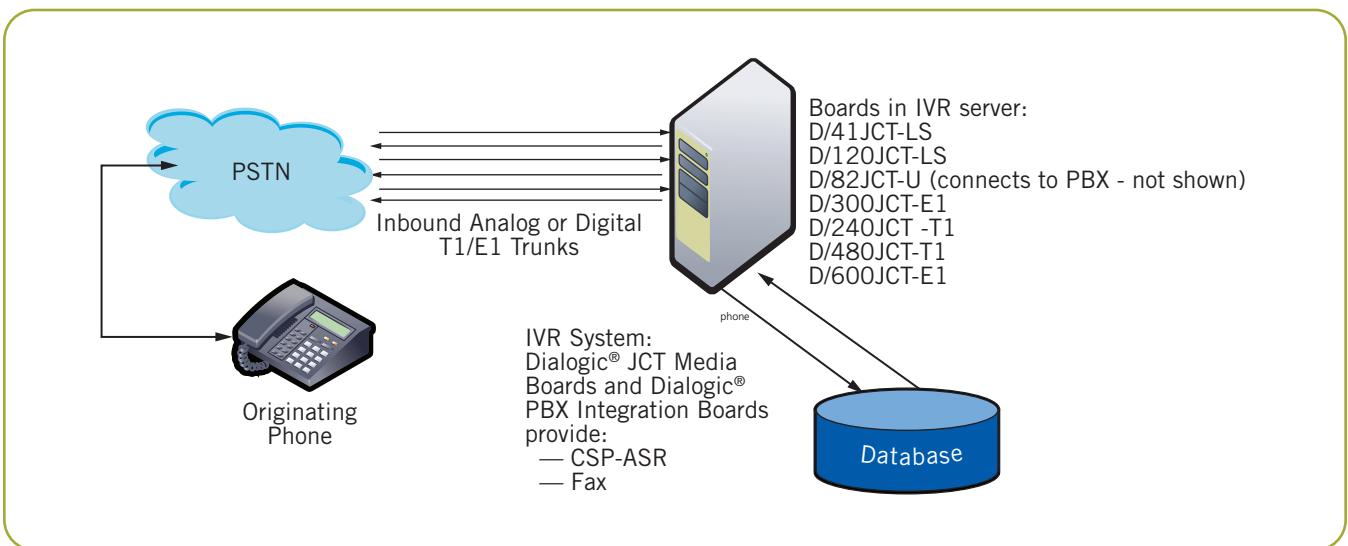 PSTN
Inbound Analog or Digital
T1/E1 Trunks
Originating
Phone
Boards in IVR server:
D/41JCT-LS
D/120JCT-LS
D/82JCT-U (connects to PBX - not shown)
D/300JCT-E1
D/240JCT -T1
D/480JCT-T1
D/600JCT-E1
phone
IVR System:
Dialogic® JCT Media
Boards and Dialogic®
PBX Integration Boards
provide:
— CSP-ASR
— Fax
Database